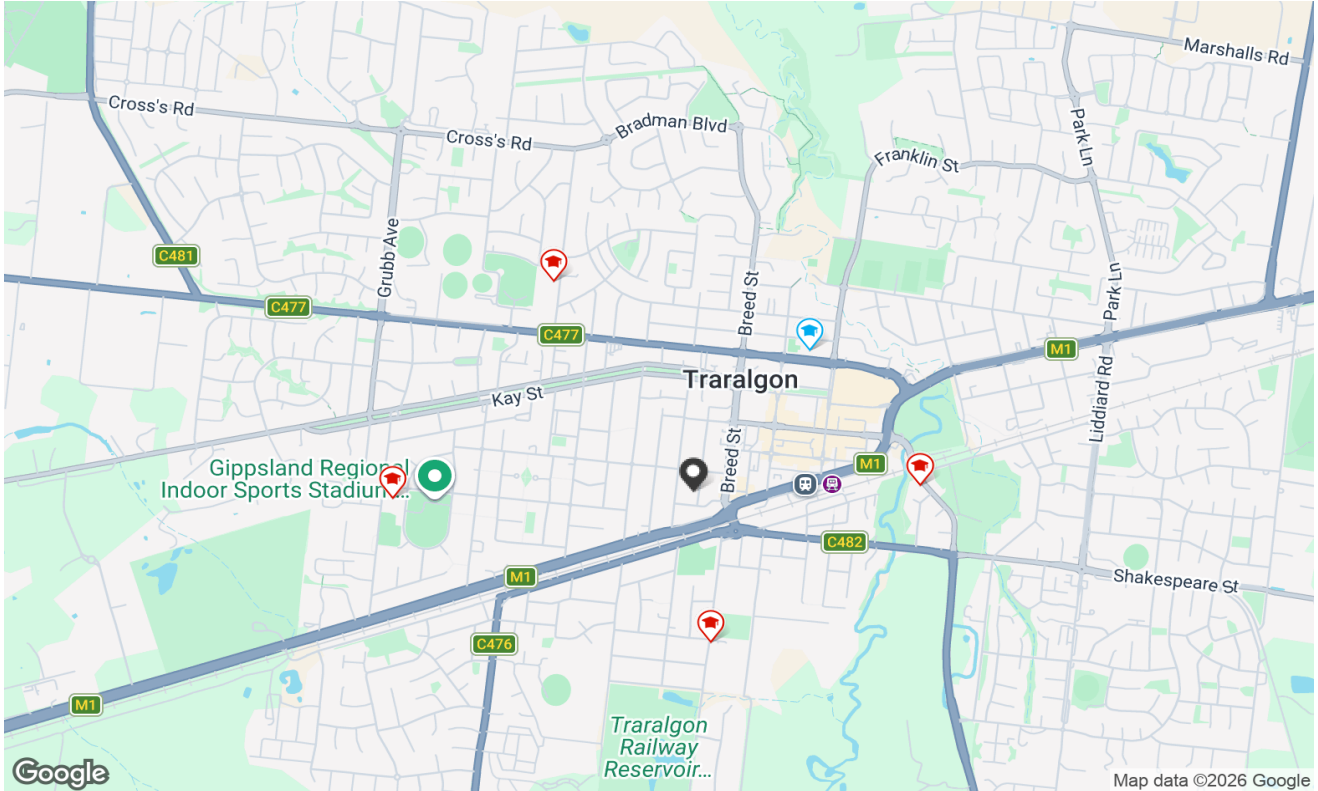 Marshalls Rd
Cross's Rd
Cross's Rd
Bradman Blvd
Park Ln
Franklin St
Grubb Ave
C481
C477
C477
Breed St
Park Ln
M1
Traralgon
Kay St
Liddiard Rd
Breed St
M1
Gippsland Regional
Indoor Sports Stadium...
C482
M1
Shakespeare St
C476
M1
Traralgon
Railway
Reservoir...
Google
Map data ©2026 Google